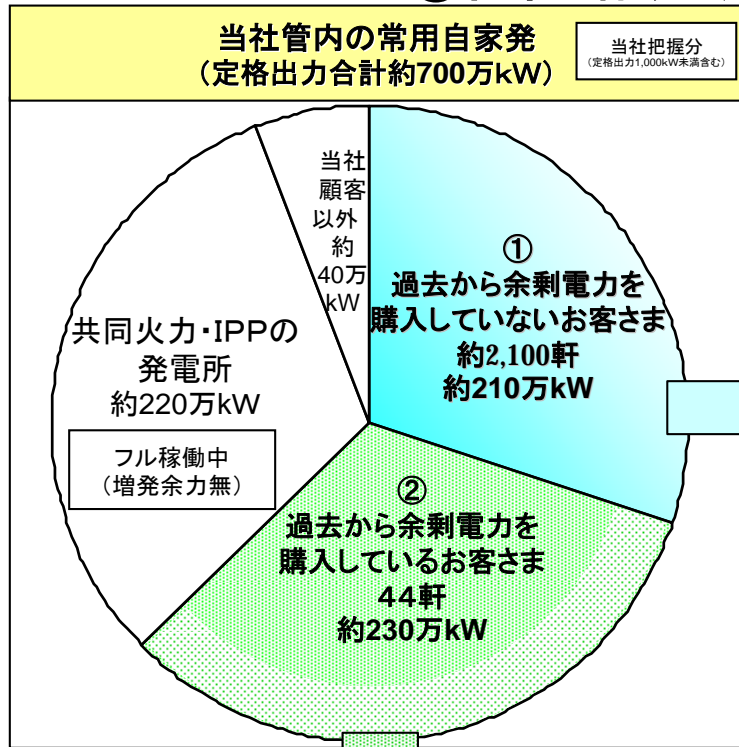 当社管内の常用自家発
（定格出力合計約700万kW）
当社把握分
（定格出力1,000kW未満含む）
当社
顧客
以外
約
40万
kW
①
過去から余剰電力を
購入していないお客さま
約2,100軒
約210万kW
共同火力・IPPの
発電所
約220万kW
フル稼働中
（増発余力無）
②
過去から余剰電力を
購入しているお客さま
44軒
約230万kW